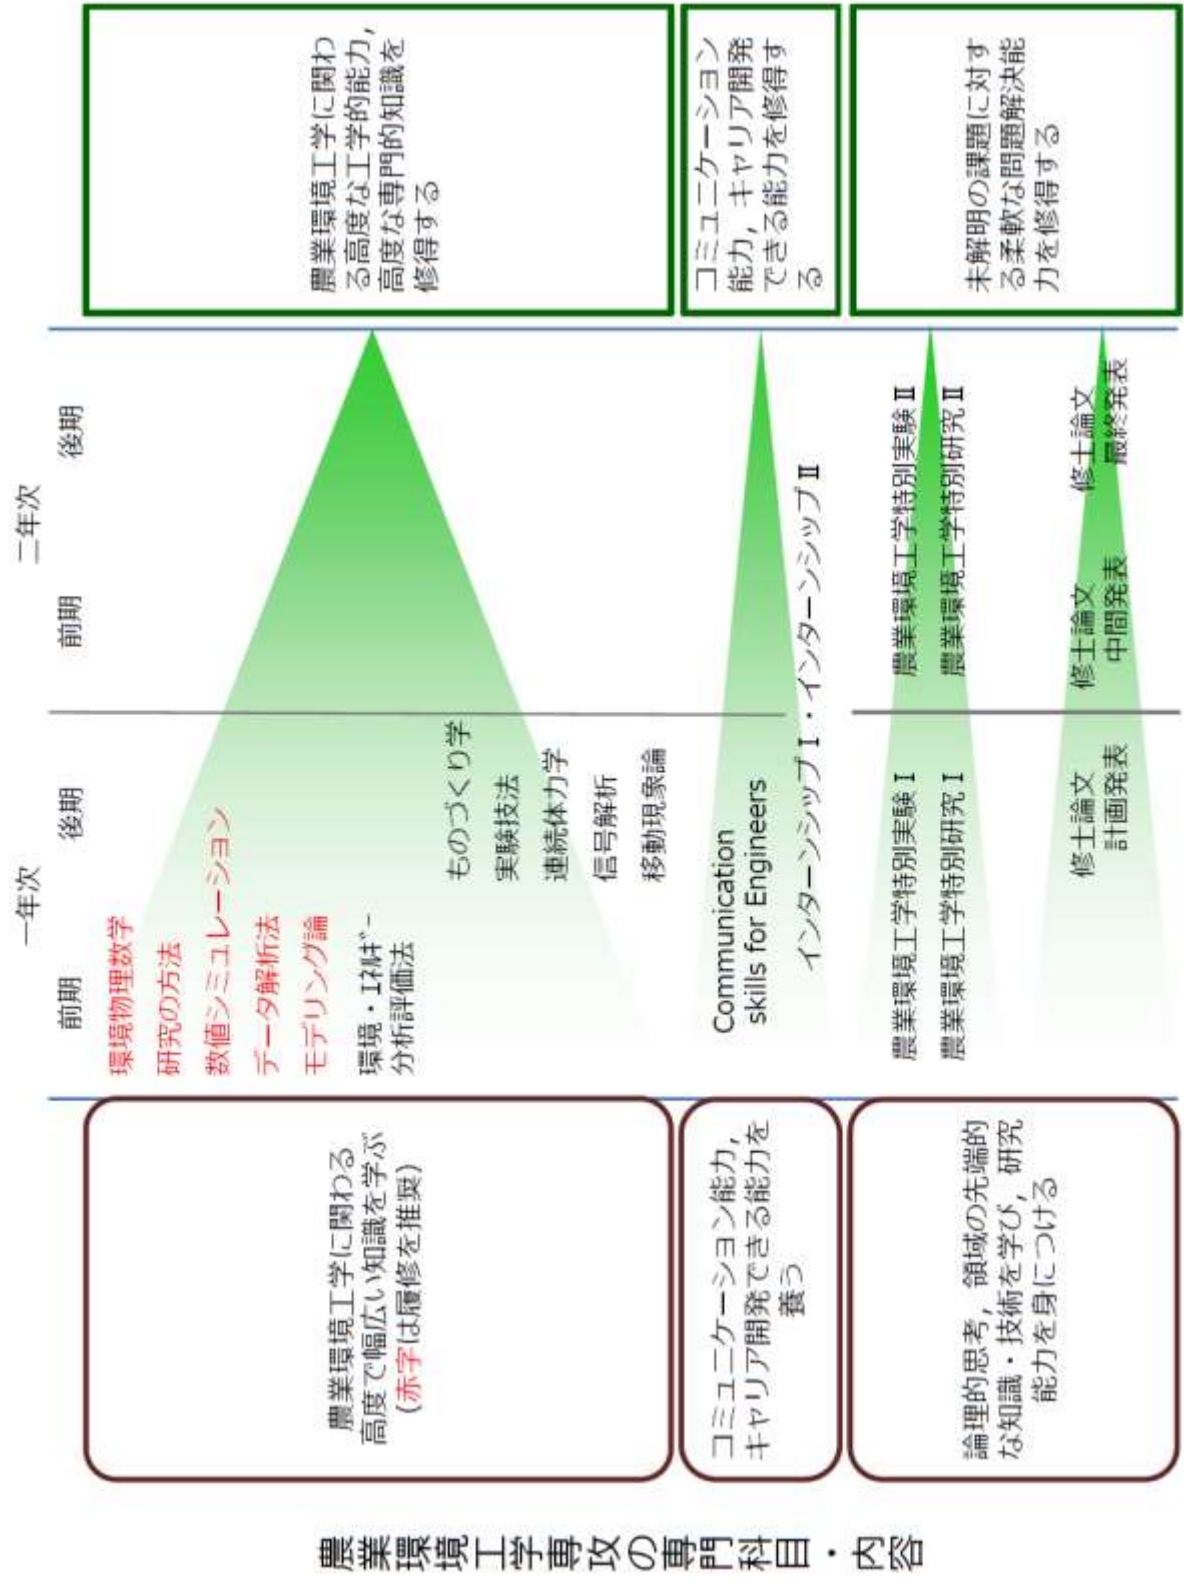 農業環境工学専攻の専門科目・内容
一年次
二年次
前期
後期
前期
後期
農業環境工学に関わる
高度で幅広い知識を学ぶ
(赤字は履修を推奨)
環境物理数学
研究の方法
数値シミュレーション
データ解析法
モデリング論
環境・エネルギー
分析評価法
ものづくり学
実験技法
連続体力学
信号解析
移動現象論
農業環境工学に関わ
る高度な工学的能力,
高度な専門的知識を
修得する
コミュニケーション能力,
キャリア開発できる能力を
養う
Communication
skills for Engineers
インターンシップⅠ・インターンシップⅡ
コミュニケーション
能力, キャリア開発
できる能力を修得す
る
論理的思考, 領域の先端的
な知識・技術を学び, 研究
能力を身につける
農業環境工学特別実験Ⅰ
農業環境工学特別研究Ⅰ
農業環境工学特別実験Ⅱ
農業環境工学特別研究Ⅱ
修士論文
計画発表
修士論文
中間発表
修士論文
最終発表
未解明の課題に対す
る柔軟な問題解決能
力を修得する